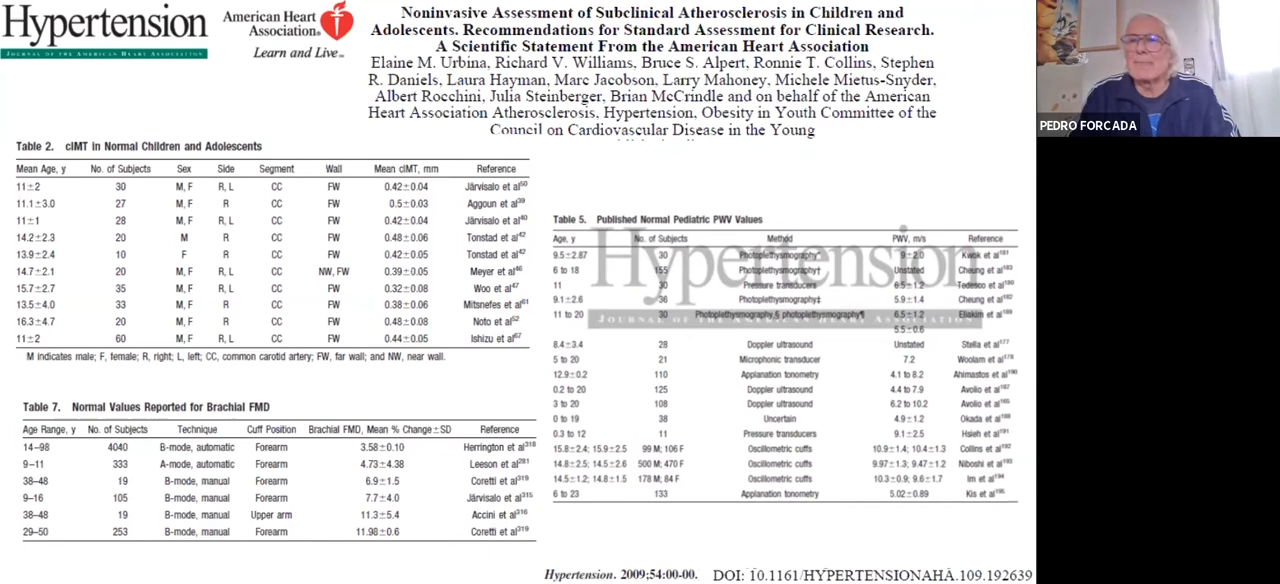 Hypertension
JOURNAL OF THE AMERICAN HEART ASSOCIATION
American Heart
Association®
Learn and Live℠
Noninvasive Assessment of Subclinical Atherosclerosis in Children and
Adolescents. Recommendations for Standard Assessment for Clinical Research.
A Scientific Statement From the American Heart Association
Elaine M. Urbina, Richard V. Williams, Bruce S. Alpert, Ronnie T. Collins, Stephen
R. Daniels, Laura Hayman, Marc Jacobson, Larry Mahoney, Michele Mietus-Snyder,
Albert Rocchini, Julia Steinberger, Brian McCrindle and on behalf of the American
Heart Association Atherosclerosis, Hypertension, Obesity in Youth Committee of the
Council on Cardiovascular Disease in the Young
PEDRO FORCADA
Table 2. cIMT in Normal Children and Adolescents
Mean Age, y No. of Subjects Sex Side Segment Wall Mean cIMT, mm Reference
11±2 30 M, F R, L CC FW 0.42±0.04 Järvisalo et al50
11.1±3.0 27 M, F R CC FW 0.5±0.03 Aggoun et al39
11±1 28 M, F R, L CC FW 0.42±0.04 Järvisalo et al40
14.2±2.3 20 M R CC FW 0.48±0.06 Tonstad et al42
13.9±2.4 10 F R CC FW 0.42±0.05 Tonstad et al42
14.7±2.1 20 M, F R, L CC NW, FW 0.39±0.05 Meyer et al46
15.7±2.7 35 M, F R, L CC FW 0.32±0.08 Woo et al47
13.5±4.0 33 M, F R CC FW 0.38±0.06 Mitsnefes et al61
16.3±4.7 20 M, F R CC FW 0.48±0.08 Noto et al52
11±2 60 M, F R, L CC FW 0.44±0.05 Ishizu et al67
M indicates male; F, female; R, right; L, left; CC, common carotid artery; FW, far wall; and NW, near wall.
Table 7. Normal Values Reported for Brachial FMD
Age Range, y No. of Subjects Technique Cuff Position Brachial FMD, Mean % Change±SD Reference
14–98 4040 B-mode, automatic Forearm 3.58±0.10 Herrington et al318
9–11 333 A-mode, automatic Forearm 4.73±4.38 Leeson et al281
38–48 19 B-mode, manual Forearm 6.9±1.5 Coretti et al319
9–16 105 B-mode, manual Forearm 7.7±4.0 Järvisalo et al315
38–48 19 B-mode, manual Upper arm 11.3±5.4 Accini et al316
29–50 253 B-mode, manual Forearm 11.98±0.6 Coretti et al319
Table 5. Published Normal Pediatric PWV Values
Age, y No. of Subjects Method PWV, m/s Reference
9.5±2.87 30 Photoplethysmography* 9±2.0 Kwok et al
6 to 18 155 Photoplethysmography† Unstated Cheung et al
11 30 Pressure transducers 6.5±1.2 Tedesco et al
9.1±2.6 36 Photoplethysmography‡ 5.9±1.4 Cheung et al
11 to 20 30 Photoplethysmography,§ photoplethysmography¶ 6.5±1.2 Eliakim et al
5.5±0.6
8.4±3.4 28 Doppler ultrasound Unstated Stella et al
5 to 20 21 Microphonic transducer 7.2 Woolam et al
12.9±0.2 110 Applanation tonometry 4.1 to 8.2 Ahimastos et al
0.2 to 20 125 Doppler ultrasound 4.4 to 7.9 Avolio et al
3 to 20 108 Doppler ultrasound 6.2 to 10.2 Avolio et al
0 to 19 38 Uncertain 4.9±1.2 Okada et al
0.3 to 12 11 Pressure transducers 9.1±2.5 Hsieh et al
15.8±2.4; 15.9±2.5 99 M; 106 F Oscillometric cuffs 10.9±1.4; 10.4±1.3 Collins et al
14.8±2.5; 14.5±2.6 500 M; 470 F Oscillometric cuffs 9.97±1.3; 9.47±1.2 Niboshi et al
14.5±1.2; 14.8±1.5 178 M; 84 F Oscillometric cuffs 10.3±0.9; 9.6±1.7 Im et al
6 to 23 133 Applanation tonometry 5.02±0.89 Kis et al
Hypertension
JOURNAL OF THE AMERICAN HEART ASSOCIATION
Hypertension. 2009;54:00-00. DOI: 10.1161/HYPERTENSIONAHA.109.192639